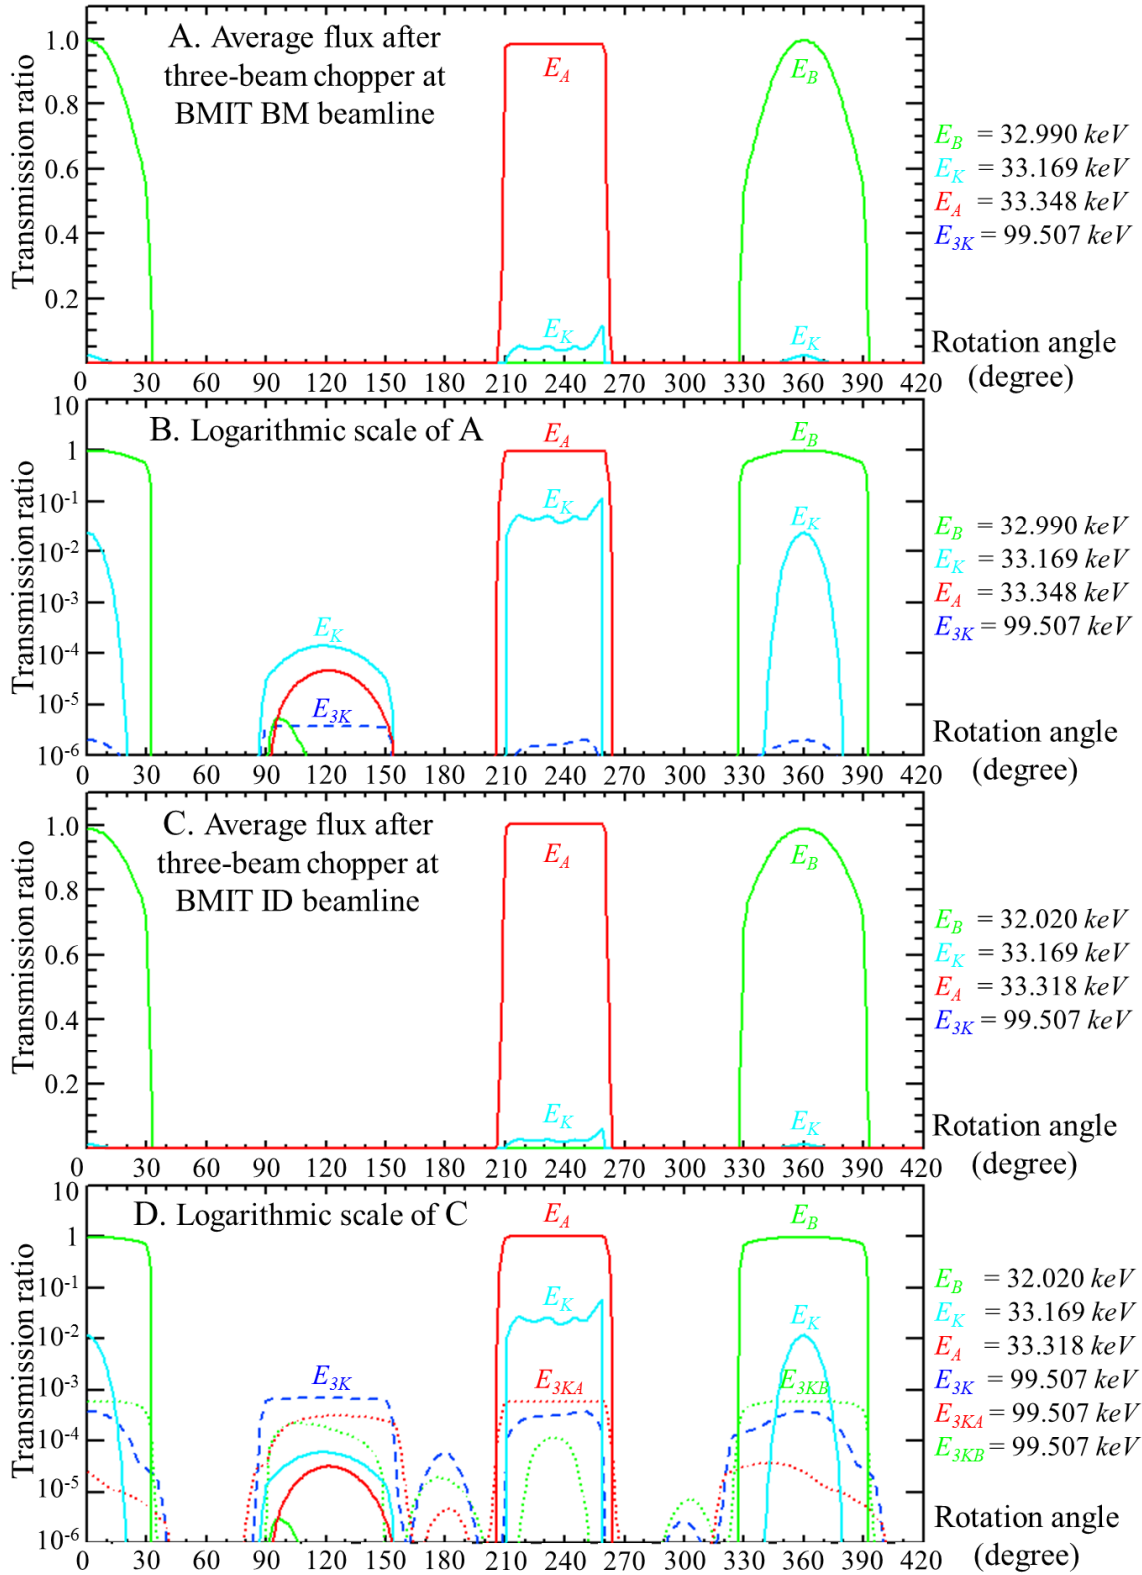 A. Average flux after
three-beam chopper at
BMIT BM beamline
Transmission ratio
1.0
0.8
0.6
0.4
0.2
E_A
E_B
E_K
E_K
E_B = 32.990 keV
E_K = 33.169 keV
E_A = 33.348 keV
E_3K = 99.507 keV
Rotation angle
(degree)
0 30 60 90 120 150 180 210 240 270 300 330 360 390 420
B. Logarithmic scale of A
Transmission ratio
10
1
10^-1
10^-2
10^-3
10^-4
10^-5
10^-6
E_A
E_B
E_K
E_K
E_K
E_3K
E_B = 32.990 keV
E_K = 33.169 keV
E_A = 33.348 keV
E_3K = 99.507 keV
Rotation angle
(degree)
0 30 60 90 120 150 180 210 240 270 300 330 360 390 420
C. Average flux after
three-beam chopper at
BMIT ID beamline
Transmission ratio
1.0
0.8
0.6
0.4
0.2
E_A
E_B
E_K
E_K
E_B = 32.020 keV
E_K = 33.169 keV
E_A = 33.318 keV
E_3K = 99.507 keV
Rotation angle
(degree)
0 30 60 90 120 150 180 210 240 270 300 330 360 390 420
D. Logarithmic scale of C
Transmission ratio
10
1
10^-1
10^-2
10^-3
10^-4
10^-5
10^-6
E_A
E_B
E_K
E_K
E_3K
E_3KA
E_3KB
E_B = 32.020 keV
E_K = 33.169 keV
E_A = 33.318 keV
E_3K = 99.507 keV
E_3KA = 99.507 keV
E_3KB = 99.507 keV
Rotation angle
(degree)
0 30 60 90 120 150 180 210 240 270 300 330 360 390 420